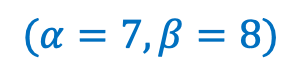 (α = 7, β = 8)